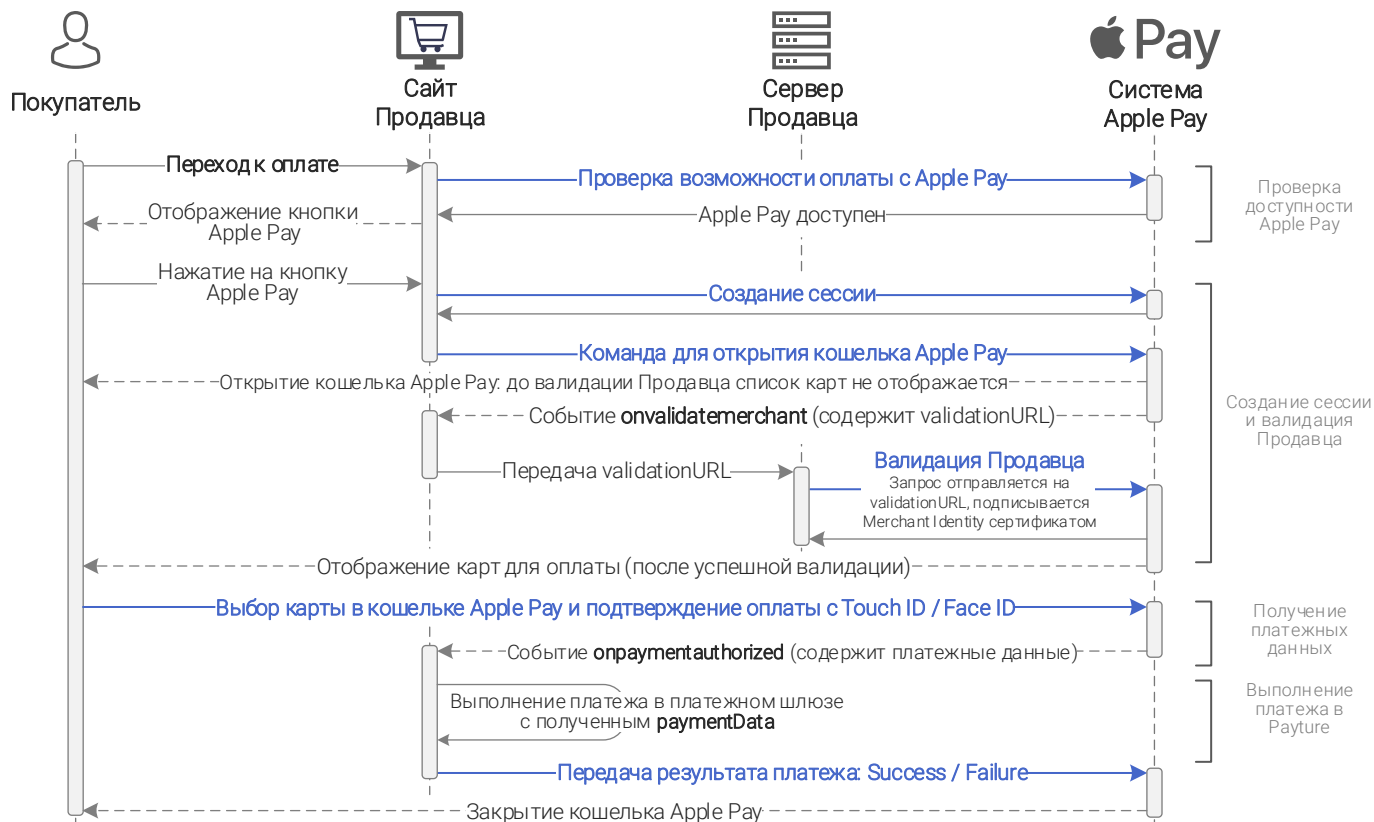 Pay
Покупатель
Сайт
Продавца
Сервер
Продавца
Система
Apple Pay
Переход к оплате
Проверка возможности оплаты с Apple Pay
Apple Pay доступен
Отображение кнопки
Apple Pay
Проверка
доступности
Apple Pay
Нажатие на кнопку
Apple Pay
Создание сессии
Команда для открытия кошелька Apple Pay
Открытие кошелька Apple Pay: до валидации Продавца список карт не отображается
Событие onvalidatemerchant (содержит validationURL)
Передача validationURL
Валидация Продавца
Запрос отправляется на
validationURL, подписывается
Merchant Identity сертификатом
Отображение карт для оплаты (после успешной валидации)
Создание сессии
и валидация
Продавца
Выбор карты в кошельке Apple Pay и подтверждение оплаты с Touch ID / Face ID
Событие onpaymentauthorized (содержит платежные данные)
Получение
платежных
данных
Выполнение платежа в платежном шлюзе
с полученным paymentData
Выполнение
платежа в
Payture
Передача результата платежа: Success / Failure
Закрытие кошелька Apple Pay